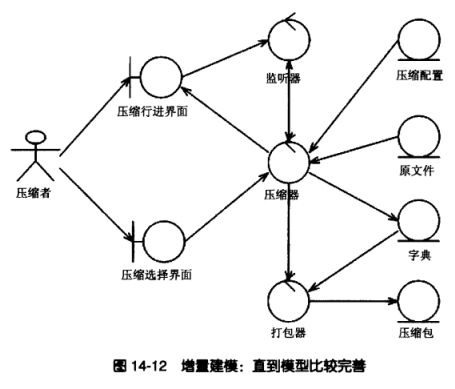 监听器
压缩配置
压缩行进界面
原文件
压缩者
压缩器
字典
压缩选择界面
打包器
压缩包
图 14-12 增量建模：直到模型比较完善